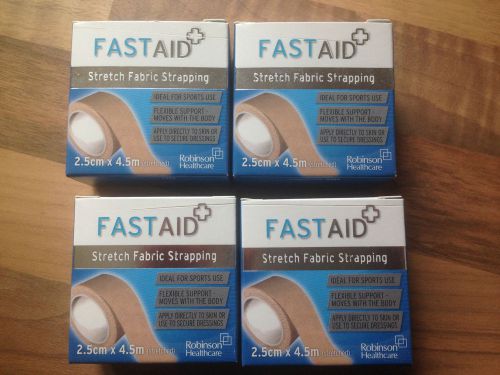 FASTAID
Stretch Fabric Strapping
IDEAL FOR SPORTS USE
FLEXIBLE SUPPORT -
MOVES WITH THE BODY
APPLY DIRECTLY TO SKIN OR
USE TO SECURE DRESSINGS
2.5cm x 4.5m (stretched)
Robinson
Healthcare
FASTAID
Stretch Fabric Strapping
IDEAL FOR SPORTS USE
FLEXIBLE SUPPORT -
MOVES WITH THE BODY
APPLY DIRECTLY TO SKIN OR
USE TO SECURE DRESSINGS
2.5cm x 4.5m (stretched)
Robinson
Healthcare
FASTAID
Stretch Fabric Strapping
IDEAL FOR SPORTS USE
FLEXIBLE SUPPORT -
MOVES WITH THE BODY
APPLY DIRECTLY TO SKIN OR
USE TO SECURE DRESSINGS
2.5cm x 4.5m (stretched)
Robinson
Healthcare
FASTAID
Stretch Fabric Strapping
IDEAL FOR SPORTS USE
FLEXIBLE SUPPORT -
MOVES WITH THE BODY
APPLY DIRECTLY TO SKIN OR
USE TO SECURE DRESSINGS
2.5cm x 4.5m (stretched)
Robinson
Healthcare